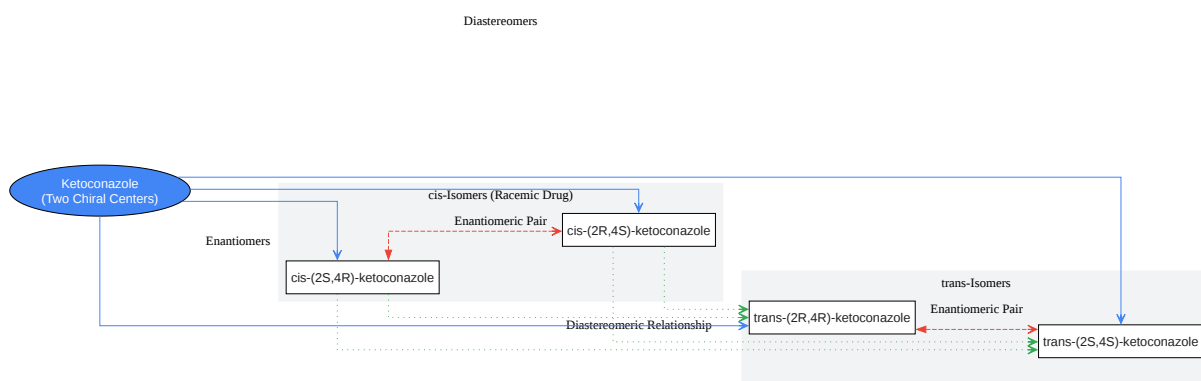 Diastereomers
Ketoconazole
(Two Chiral Centers)
cis-Isomers (Racemic Drug)
Enantiomeric Pair
cis-(2R,4S)-ketoconazole
Enantiomers
cis-(2S,4R)-ketoconazole
trans-Isomers
Enantiomeric Pair
trans-(2R,4R)-ketoconazole
Diastereomeric Relationship
trans-(2S,4S)-ketoconazole